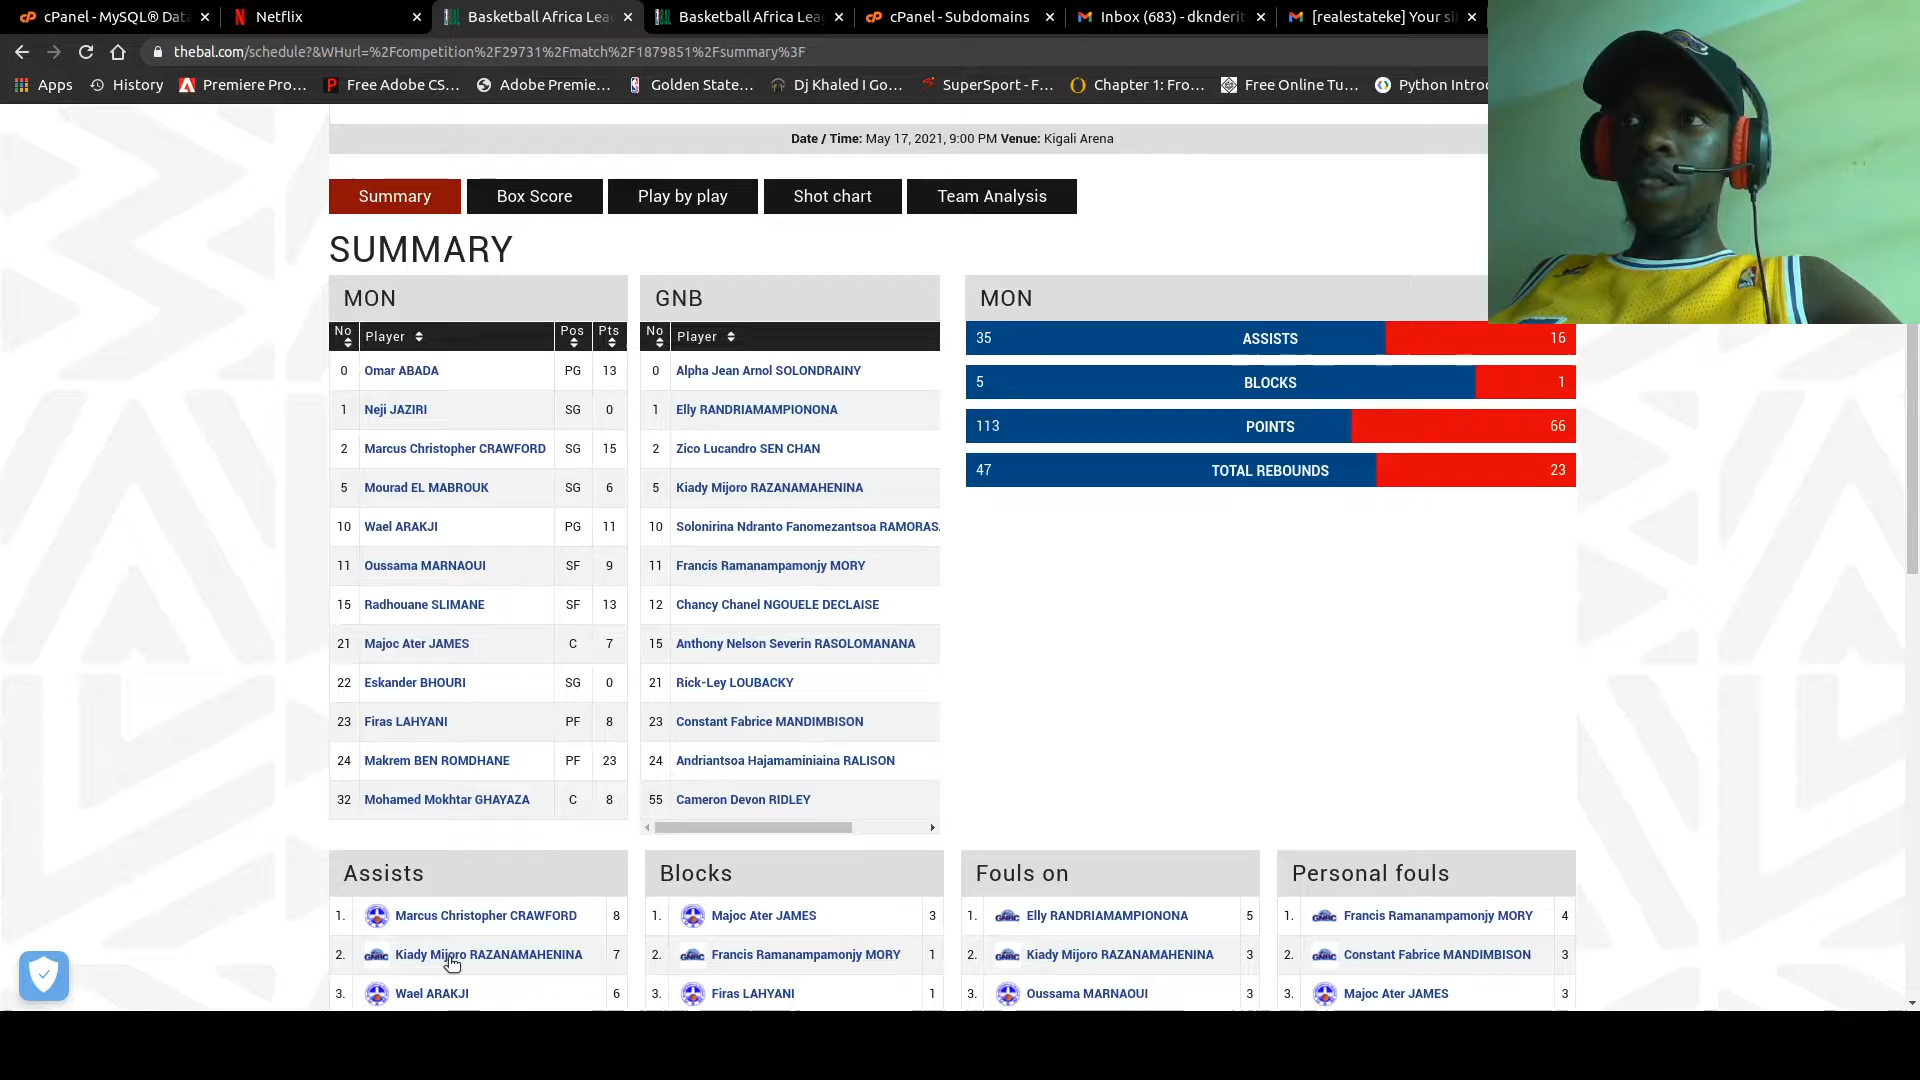 cPanel - MySQL® Data
Netflix
Basketball Africa Lea
Basketball Africa Lea
cPanel - Subdomains
Inbox (683) - dknderit
[realestateke] Your si
thebal.com/schedule?&WHurl=%2Fcompetition%2F29731%2Fmatch%2F1879851%2Fsummary%3F
Apps
History
Premiere Pro...
Free Adobe CS...
Adobe Premie...
Golden State...
Dj Khaled I Go...
SuperSport - F...
Chapter 1: Fro...
Free Online Tu...
Python Intro
Date / Time: May 17, 2021, 9:00 PM Venue: Kigali Arena
Summary
Box Score
Play by play
Shot chart
Team Analysis
SUMMARY
MON
No Player Pos Pts
0 Omar ABADA PG 13
1 Neji JAZIRI SG 0
2 Marcus Christopher CRAWFORD SG 15
5 Mourad EL MABROUK SG 6
10 Wael ARAKJI PG 11
11 Oussama MARNAOUI SF 9
15 Radhouane SLIMANE SF 13
21 Majoc Ater JAMES C 7
22 Eskander BHOURI SG 0
23 Firas LAHYANI PF 8
24 Makrem BEN ROMDHANE PF 23
32 Mohamed Mokhtar GHAYAZA C 8
GNB
No Player
0 Alpha Jean Arnol SOLONDRAINY
1 Elly RANDRIAMAMPIONONA
2 Zico Lucandro SEN CHAN
5 Kiady Mijoro RAZANAMAHENINA
10 Solonirina Ndranto Fanomezantsoa RAMORAS
11 Francis Ramanampamonjy MORY
12 Chancy Chanel NGOUELE DECLAISE
15 Anthony Nelson Severin RASOLOMANANA
21 Rick-Ley LOUBACKY
23 Constant Fabrice MANDIMBISON
24 Andriantsoa Hajamaminiaina RALISON
55 Cameron Devon RIDLEY
MON
35 ASSISTS 16
5 BLOCKS 1
113 POINTS 66
47 TOTAL REBOUNDS 23
Assists
1. Marcus Christopher CRAWFORD 8
2. GNBC Kiady Mijoro RAZANAMAHENINA 7
3. Wael ARAKJI 6
Blocks
1. Majoc Ater JAMES 3
2. GNBC Francis Ramanampamonjy MORY 1
3. Firas LAHYANI 1
Fouls on
1. GNBC Elly RANDRIAMAMPIONONA 5
2. GNBC Kiady Mijoro RAZANAMAHENINA 3
3. Oussama MARNAOUI 3
Personal fouls
1. GNBC Francis Ramanampamonjy MORY 4
2. GNBC Constant Fabrice MANDIMBISON 3
3. Majoc Ater JAMES 3